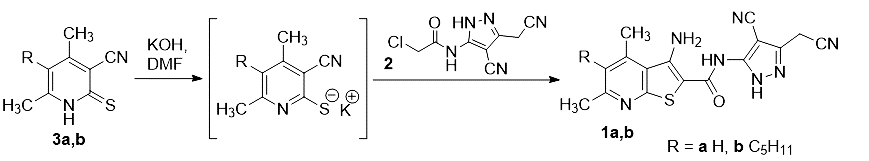 R
CH3
CN
H3C
N
H
S
3a,b
KOH,
DMF
R
CH3
CN
H3C
N
S
⊖
K
⊕
O
Cl
N
H
HN
N
CN
CN
2
R
CH3
NH2
H3C
N
S
O
NH
CN
CN
N
N
H
1a,b
R = a H, b C5H11